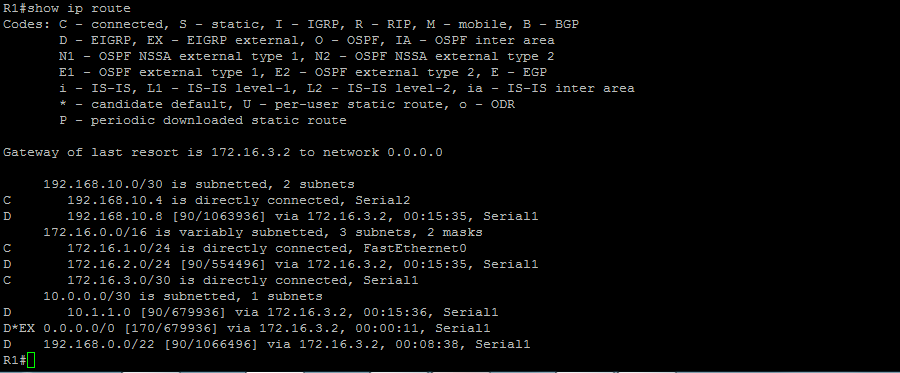 R1#show ip route
Codes: C - connected, S - static, I - IGRP, R - RIP, M - mobile, B - BGP
       D - EIGRP, EX - EIGRP external, O - OSPF, IA - OSPF inter area
       N1 - OSPF NSSA external type 1, N2 - OSPF NSSA external type 2
       E1 - OSPF external type 1, E2 - OSPF external type 2, E - EGP
       i - IS-IS, L1 - IS-IS level-1, L2 - IS-IS level-2, ia - IS-IS inter area
       * - candidate default, U - per-user static route, o - ODR
       P - periodic downloaded static route
Gateway of last resort is 172.16.3.2 to network 0.0.0.0
     192.168.10.0/30 is subnetted, 2 subnets
C       192.168.10.4 is directly connected, Serial2
D       192.168.10.8 [90/1063936] via 172.16.3.2, 00:15:35, Serial1
     172.16.0.0/16 is variably subnetted, 3 subnets, 2 masks
C       172.16.1.0/24 is directly connected, FastEthernet0
D       172.16.2.0/24 [90/554496] via 172.16.3.2, 00:15:35, Serial1
C       172.16.3.0/30 is directly connected, Serial1
     10.0.0.0/30 is subnetted, 1 subnets
D       10.1.1.0 [90/679936] via 172.16.3.2, 00:15:36, Serial1
D*EX 0.0.0.0/0 [170/679936] via 172.16.3.2, 00:00:11, Serial1
D    192.168.0.0/22 [90/1066496] via 172.16.3.2, 00:08:38, Serial1
R1#